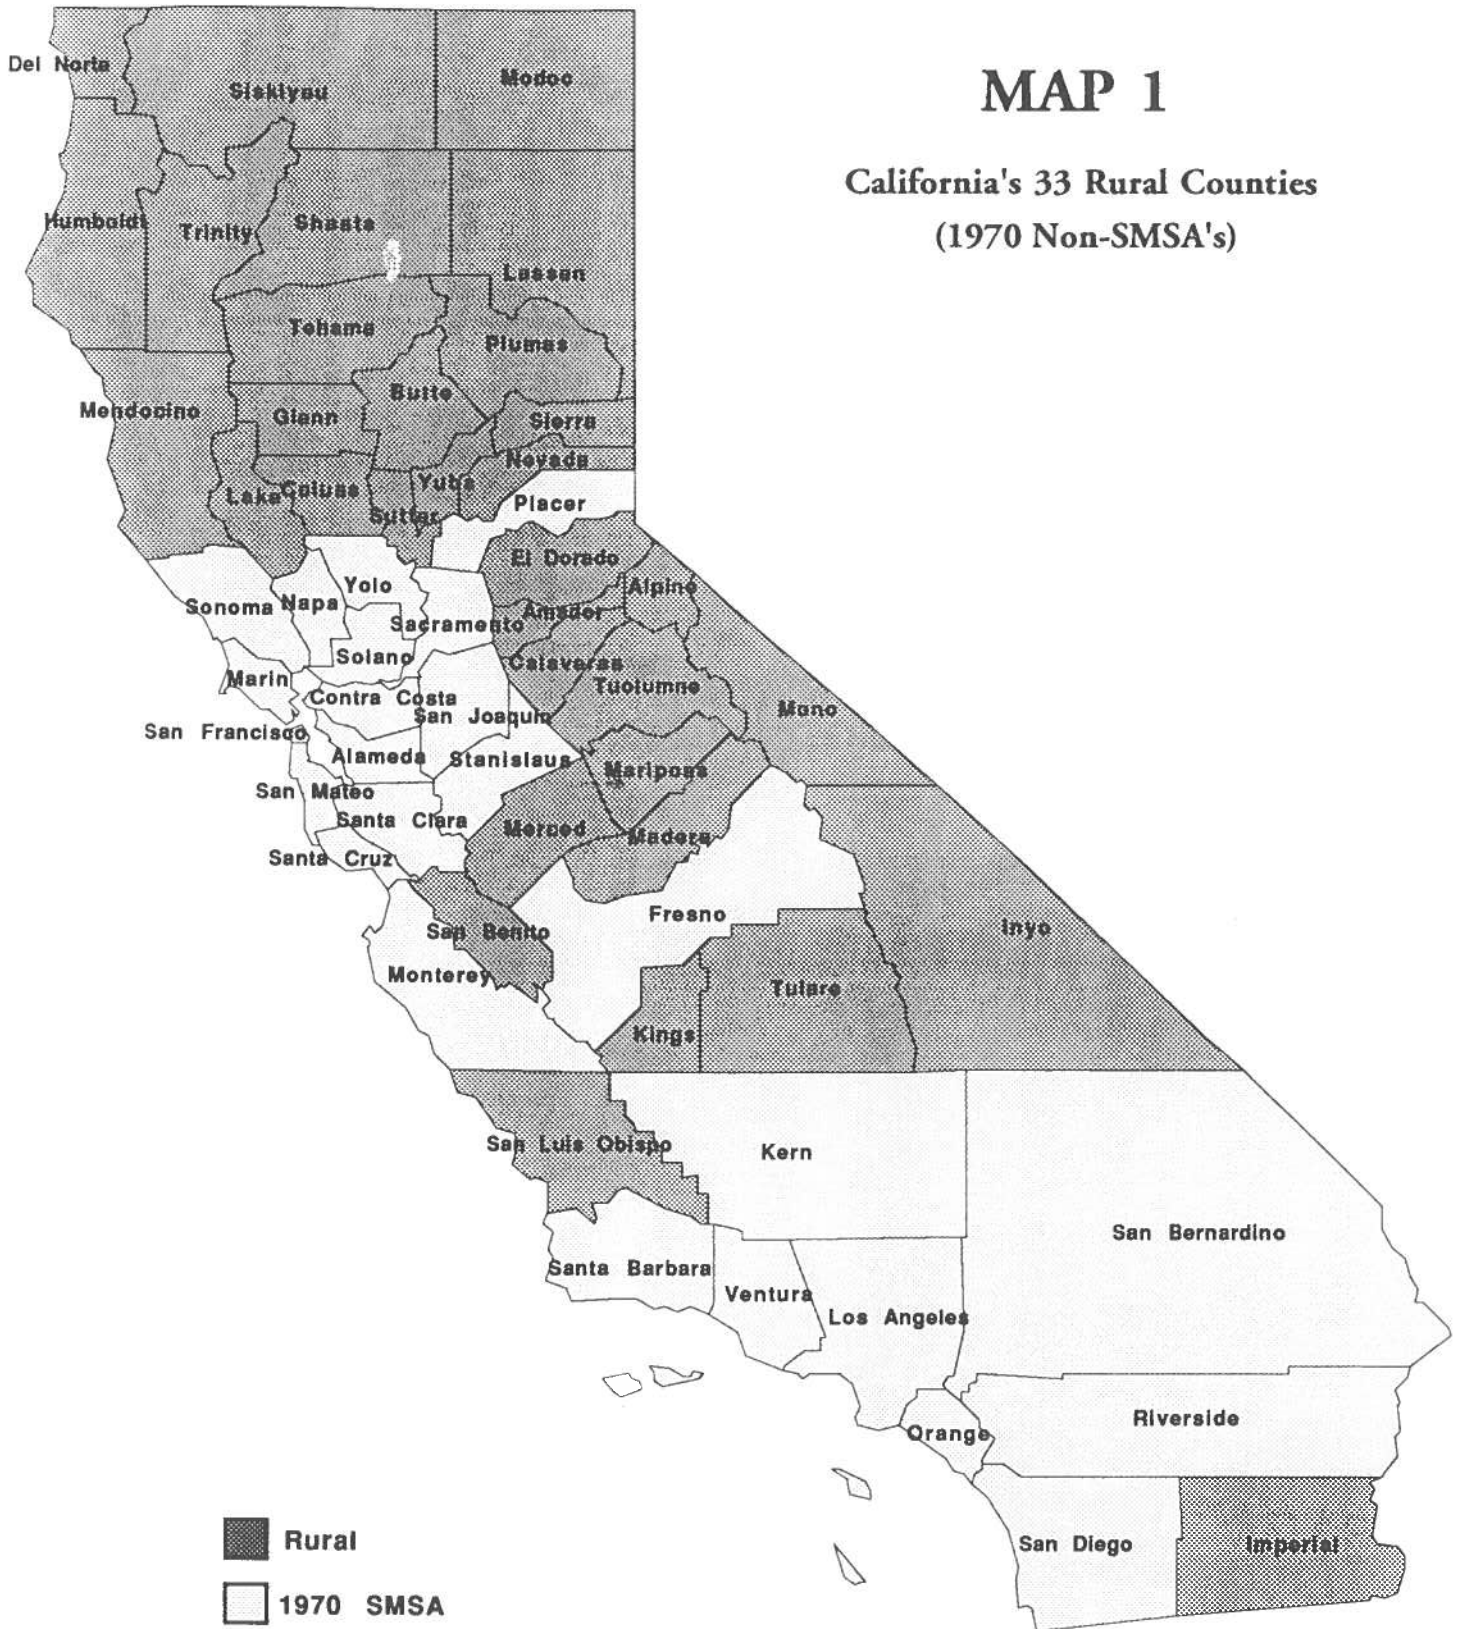 MAP 1
California's 33 Rural Counties
(1970 Non-SMSA's)
Del Norte
Siskiyou
Modoc
Humboldt
Trinity
Shasta
Lassen
Tehama
Plumas
Mendocino
Glenn
Butte
Sierra
Nevada
Lake
Colusa
Yuba
Sutter
Placer
El Dorado
Yolo
Alpine
Sonoma
Napa
Amador
Sacramento
Solano
Calaveras
Marin
Tuolumne
Contra Costa
Mono
San Joaquin
San Francisco
Alameda
Stanislaus
Mariposa
San Mateo
Santa Clara
Merced
Madera
Santa Cruz
Fresno
San Benito
Inyo
Monterey
Tulare
Kings
San Luis Obispo
Kern
San Bernardino
Santa Barbara
Ventura
Los Angeles
Riverside
Orange
San Diego
Imperial
Rural
1970 SMSA